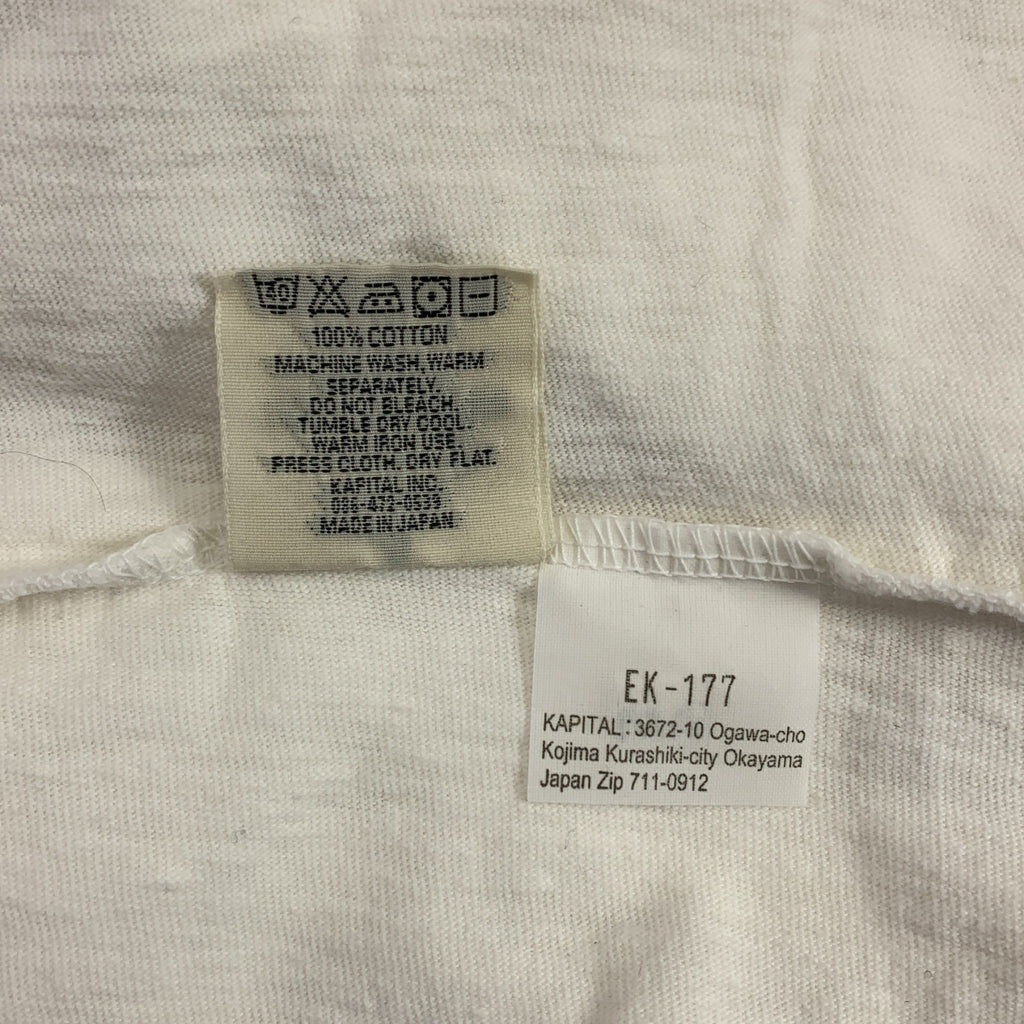 40
100% COTTON
MACHINE WASH, WARM
SEPARATELY.
DO NOT BLEACH.
TUMBLE DRY COOL.
WARM IRON USE.
PRESS CLOTH. DRY FLAT.
KAPITAL INC.
086-472-0539
MADE IN JAPAN
EK-177
KAPITAL:3672-10 Ogawa-cho
Kojima Kurashiki-city Okayama
Japan Zip 711-0912